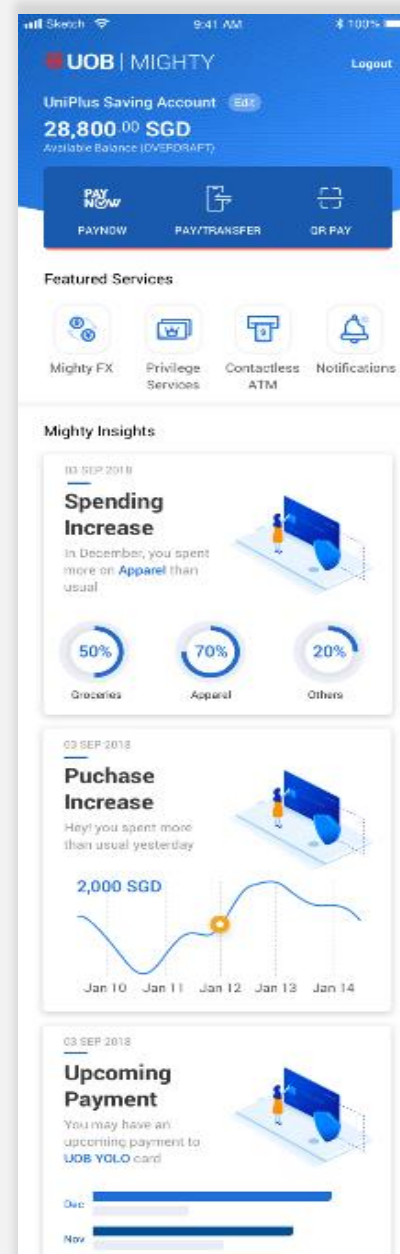 Sketch 9:41 AM 100%
UOB | MIGHTY Logout
UniPlus Saving Account Edit
28,800.00 SGD
Available Balance (OVERDRAFT)
PAY NOW
PAYNOW PAY/TRANSFER QR PAY
Featured Services
Mighty FX Privilege Contactless Notifications
Services ATM
Mighty Insights
03 SEP 2018
Spending
Increase
In December, you spent
more on Apparel than
usual
50% 70% 20%
Groceries Apparel Others
03 SEP 2018
Puchase
Increase
Hey! you spent more
than usual yesterday
2,000 SGD
Jan 10 Jan 11 Jan 12 Jan 13 Jan 14
03 SEP 2018
Upcoming
Payment
You may have an
upcoming payment to
UOB YOLO card
Dec
Nov